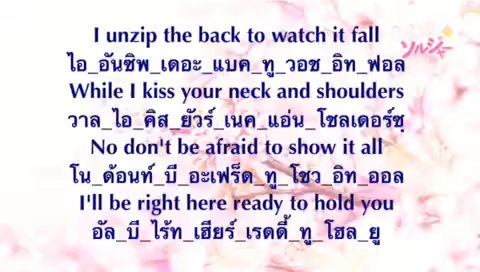 I unzip the back to watch it fall
ไอ_อันซิพ_เดอะ_แบค_ทู_วอช_อิท_ฟอล
While I kiss your neck and shoulders
วาล_ไอ_คิส_ยัวร์_เนค_แอ่น_โชลเดอร์ซฺ
No don't be afraid to show it all
โน_ด้อนท์_บี_อะเฟร็ด_ทู_โชว_อิท_ออล
I'll be right here ready to hold you
อัล_บี_ไร้ท_เฮียร์_เรดดี้_ทู_โฮล_ยู
ソルジャー